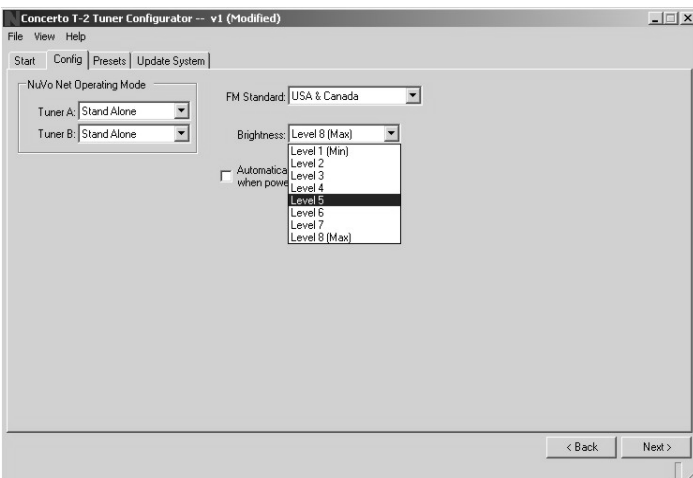 Concerto T-2 Tuner Configurator -- v1 (Modified)
File View Help
Start Config Presets Update System
NuVo Net Operating Mode
Tuner A: Stand Alone
Tuner B: Stand Alone
FM Standard: USA & Canada
Brightness: Level 8 (Max)
Level 1 (Min)
Level 2
Level 3
Level 4
Level 5
Level 6
Level 7
Level 8 (Max)
Automatica
when powe
< Back Next >